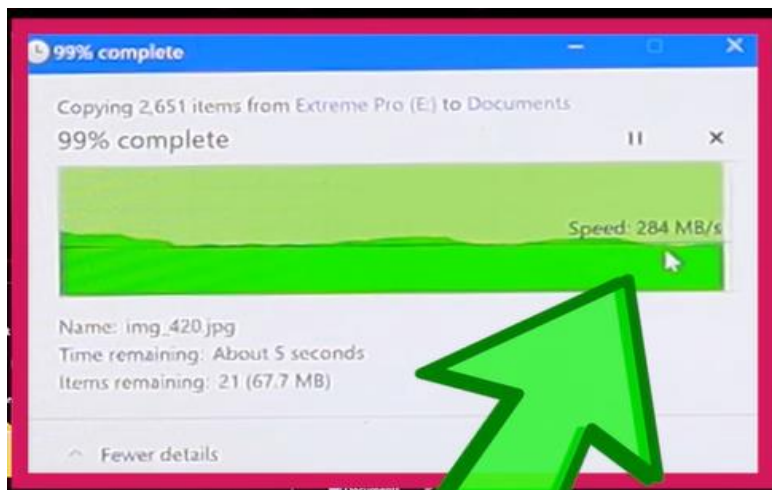 99% complete
Copying 2,651 items from Extreme Pro (E:) to Documents
99% complete
Speed: 284 MB/s
Name: img_420.jpg
Time remaining: About 5 seconds
Items remaining: 21 (67.7 MB)
Fewer details